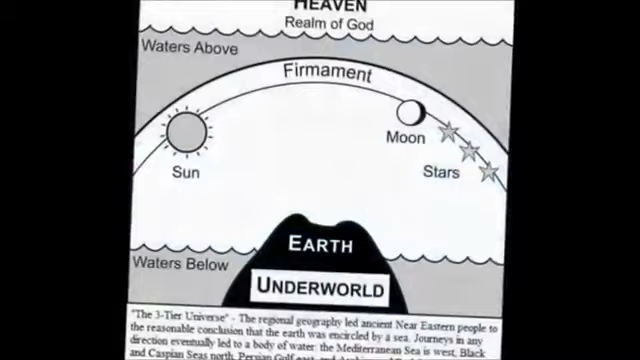 HEAVEN
Realm of God
Waters Above
Firmament
Moon
Sun
Stars
EARTH
Waters Below
UNDERWORLD
"The 3-Tier Universe" - The regional geography led ancient Near Eastern people to
the reasonable conclusion that the earth was encircled by a sea. Journeys in any
direction eventually led to a body of water: the Mediterranean Sea is west, Black
and Caspian Seas north, Persian Golf east, and